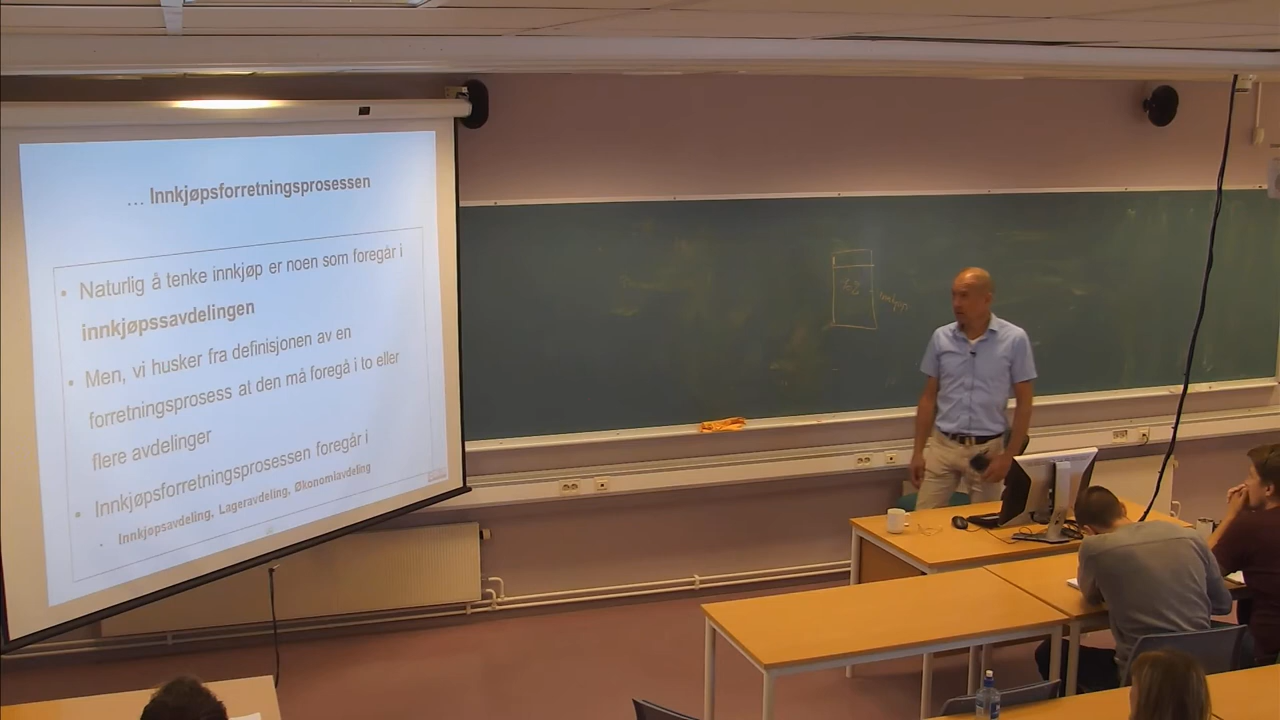 ... Innkjøpsforretningsprosessen
• Naturlig å tenke innkjøp er noen som foregår i
innkjøpssavdelingen
• Men, vi husker fra definisjonen av en
forretningsprosess at den må foregå i to eller
flere avdelinger
• Innkjøpsforretningsprosessen foregår i
• Innkjøpsavdeling, Lageravdeling, Økonomiavdeling